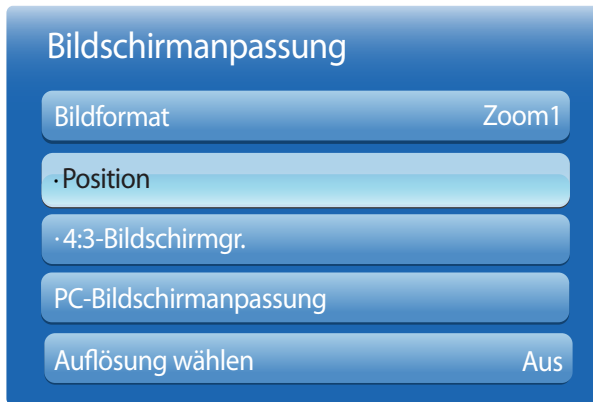 Bildschirmanpassung
Bildformat Zoom1
· Position
· 4:3-Bildschirmgr.
PC-Bildschirmanpassung
Auflösung wählen Aus